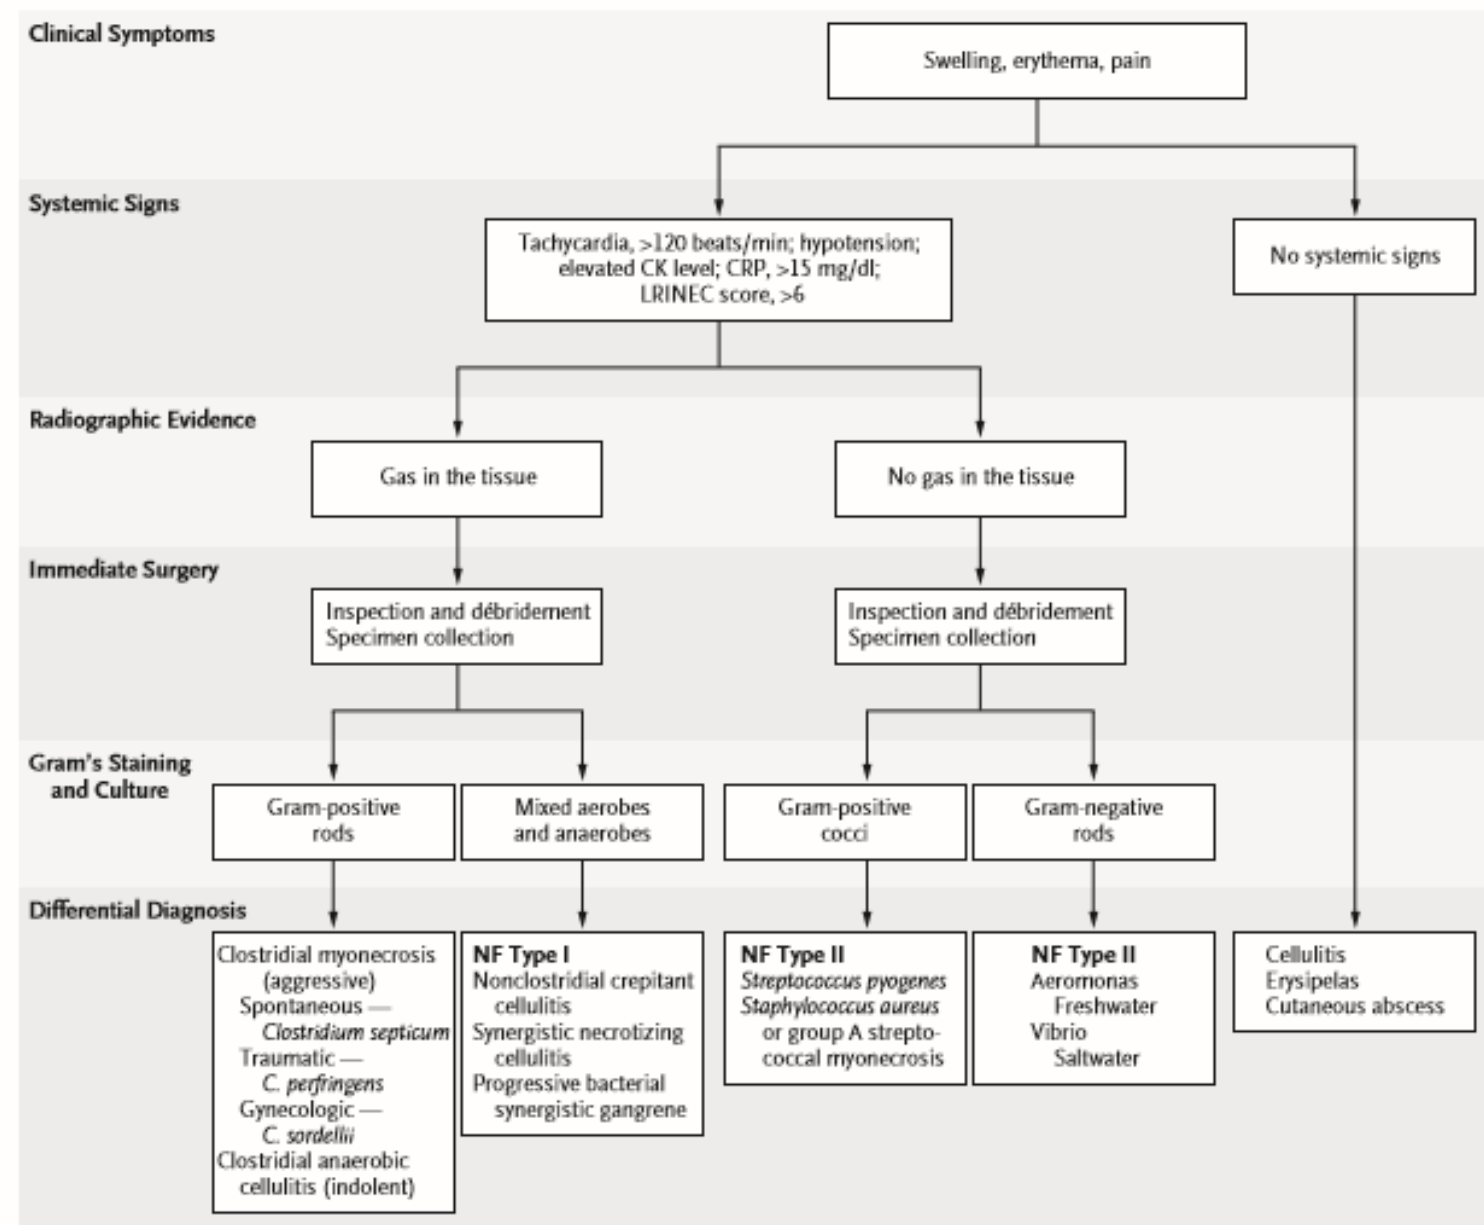 Clinical Symptoms
Swelling, erythema, pain
Systemic Signs
Tachycardia, >120 beats/min; hypotension;
elevated CK level; CRP, >15 mg/dl;
LRINEC score, >6
No systemic signs
Radiographic Evidence
Gas in the tissue
No gas in the tissue
Immediate Surgery
Inspection and débridement
Specimen collection
Inspection and débridement
Specimen collection
Gram's Staining
and Culture
Gram-positive
rods
Mixed aerobes
and anaerobes
Gram-positive
cocci
Gram-negative
rods
Differential Diagnosis
Clostridial myonecrosis
(aggressive)
Spontaneous —
Clostridium septicum
Traumatic —
C. perfringens
Gynecologic —
C. sordellii
Clostridial anaerobic
cellulitis (indolent)
NF Type I
Nonclostridial crepitant
cellulitis
Synergistic necrotizing
cellulitis
Progressive bacterial
synergistic gangrene
NF Type II
Streptococcus pyogenes
Staphylococcus aureus
or group A strepto-
coccal myonecrosis
NF Type II
Aeromonas
Freshwater
Vibrio
Saltwater
Cellulitis
Erysipelas
Cutaneous abscess